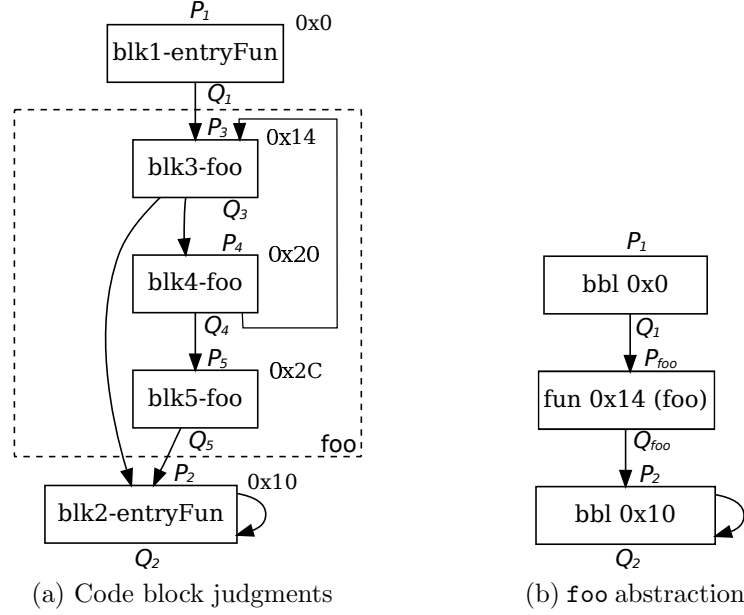 P1
0x0
blk1-entryFun
Q1
P3
0x14
blk3-foo
Q3
P4
0x20
blk4-foo
Q4
P5
0x2C
blk5-foo
Q5
foo
P2
0x10
blk2-entryFun
Q2
(a) Code block judgments
P1
bbl 0x0
Q1
Pfoo
fun 0x14 (foo)
Qfoo
P2
bbl 0x10
Q2
(b) foo abstraction